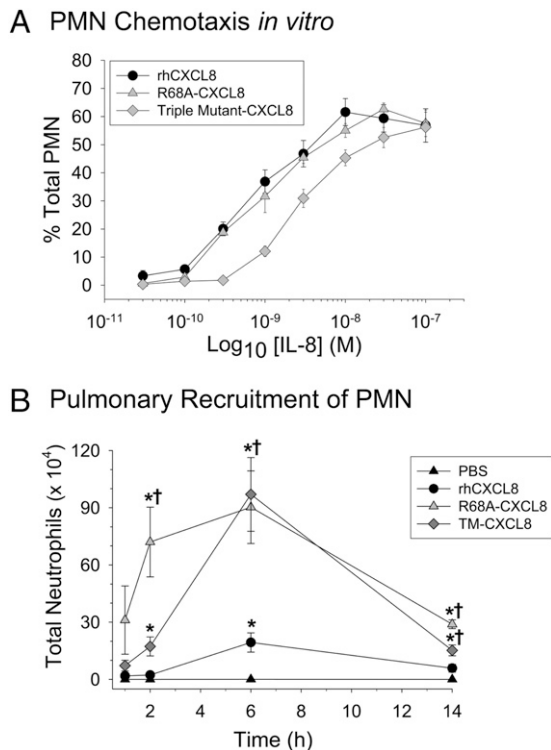 A PMN Chemotaxis in vitro
rhCXCL8
R68A-CXCL8
Triple Mutant-CXCL8
80
70
60
50
40
30
20
10
0
% Total PMN
10⁻¹¹ 10⁻¹⁰ 10⁻⁹ 10⁻⁸ 10⁻⁷
Log₁₀ [IL-8] (M)
B Pulmonary Recruitment of PMN
120
90
60
30
0
Total Neutrophils (x 10⁴)
*†
*†
*
*
*†
*†
PBS
rhCXCL8
R68A-CXCL8
TM-CXCL8
2 4 6 8 10 12 14
Time (h)